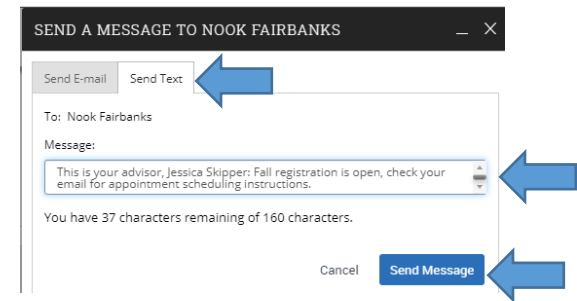 SEND A MESSAGE TO NOOK FAIRBANKS
Send E-mail Send Text
To: Nook Fairbanks
Message:
This is your advisor, Jessica Skipper: Fall registration is open, check your
email for appointment scheduling instructions.
You have 37 characters remaining of 160 characters.
Cancel Send Message